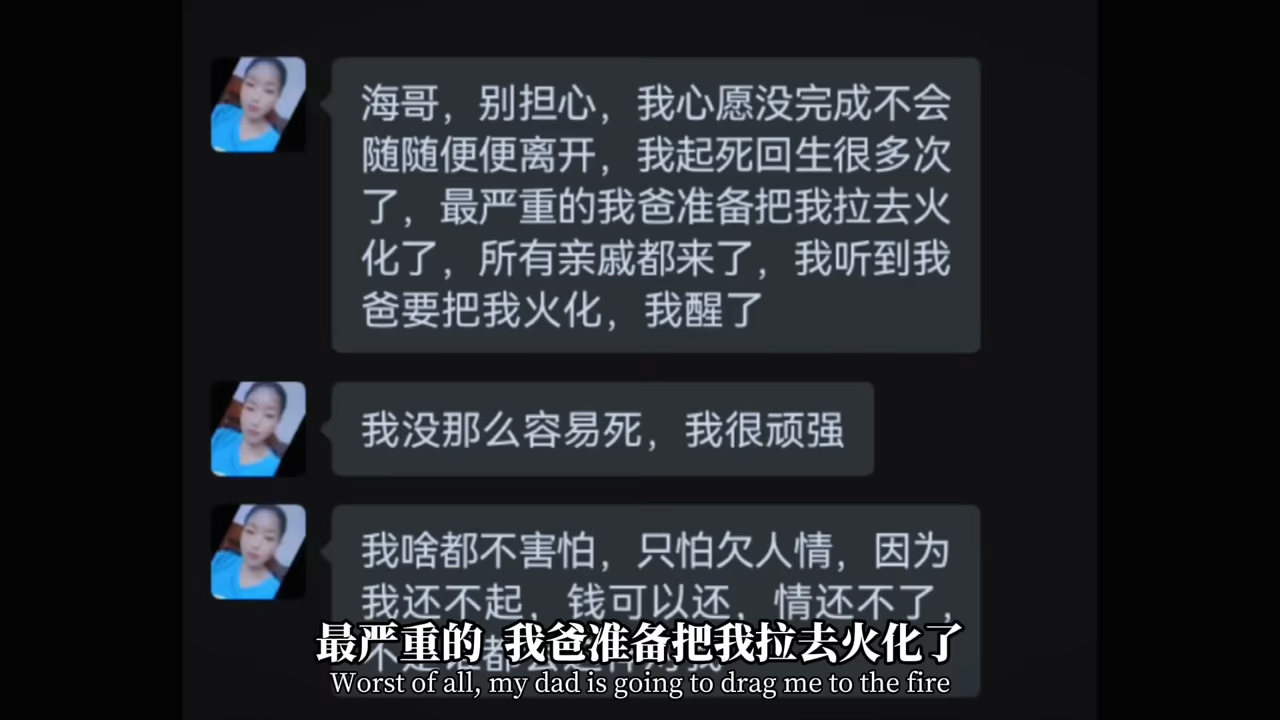 海哥，别担心，我心愿没完成不会
随随便便离开，我起死回生很多次
了，最严重的我爸准备把我拉去火
化了，所有亲戚都来了，我听到我
爸要把我火化，我醒了
我没那么容易死，我很顽强
我啥都不害怕，只怕欠人情，因为
我还不起，钱可以还，情还不了，
最严重的 我爸准备把我拉去火化了
Worst of all, my dad is going to drag me to the fire